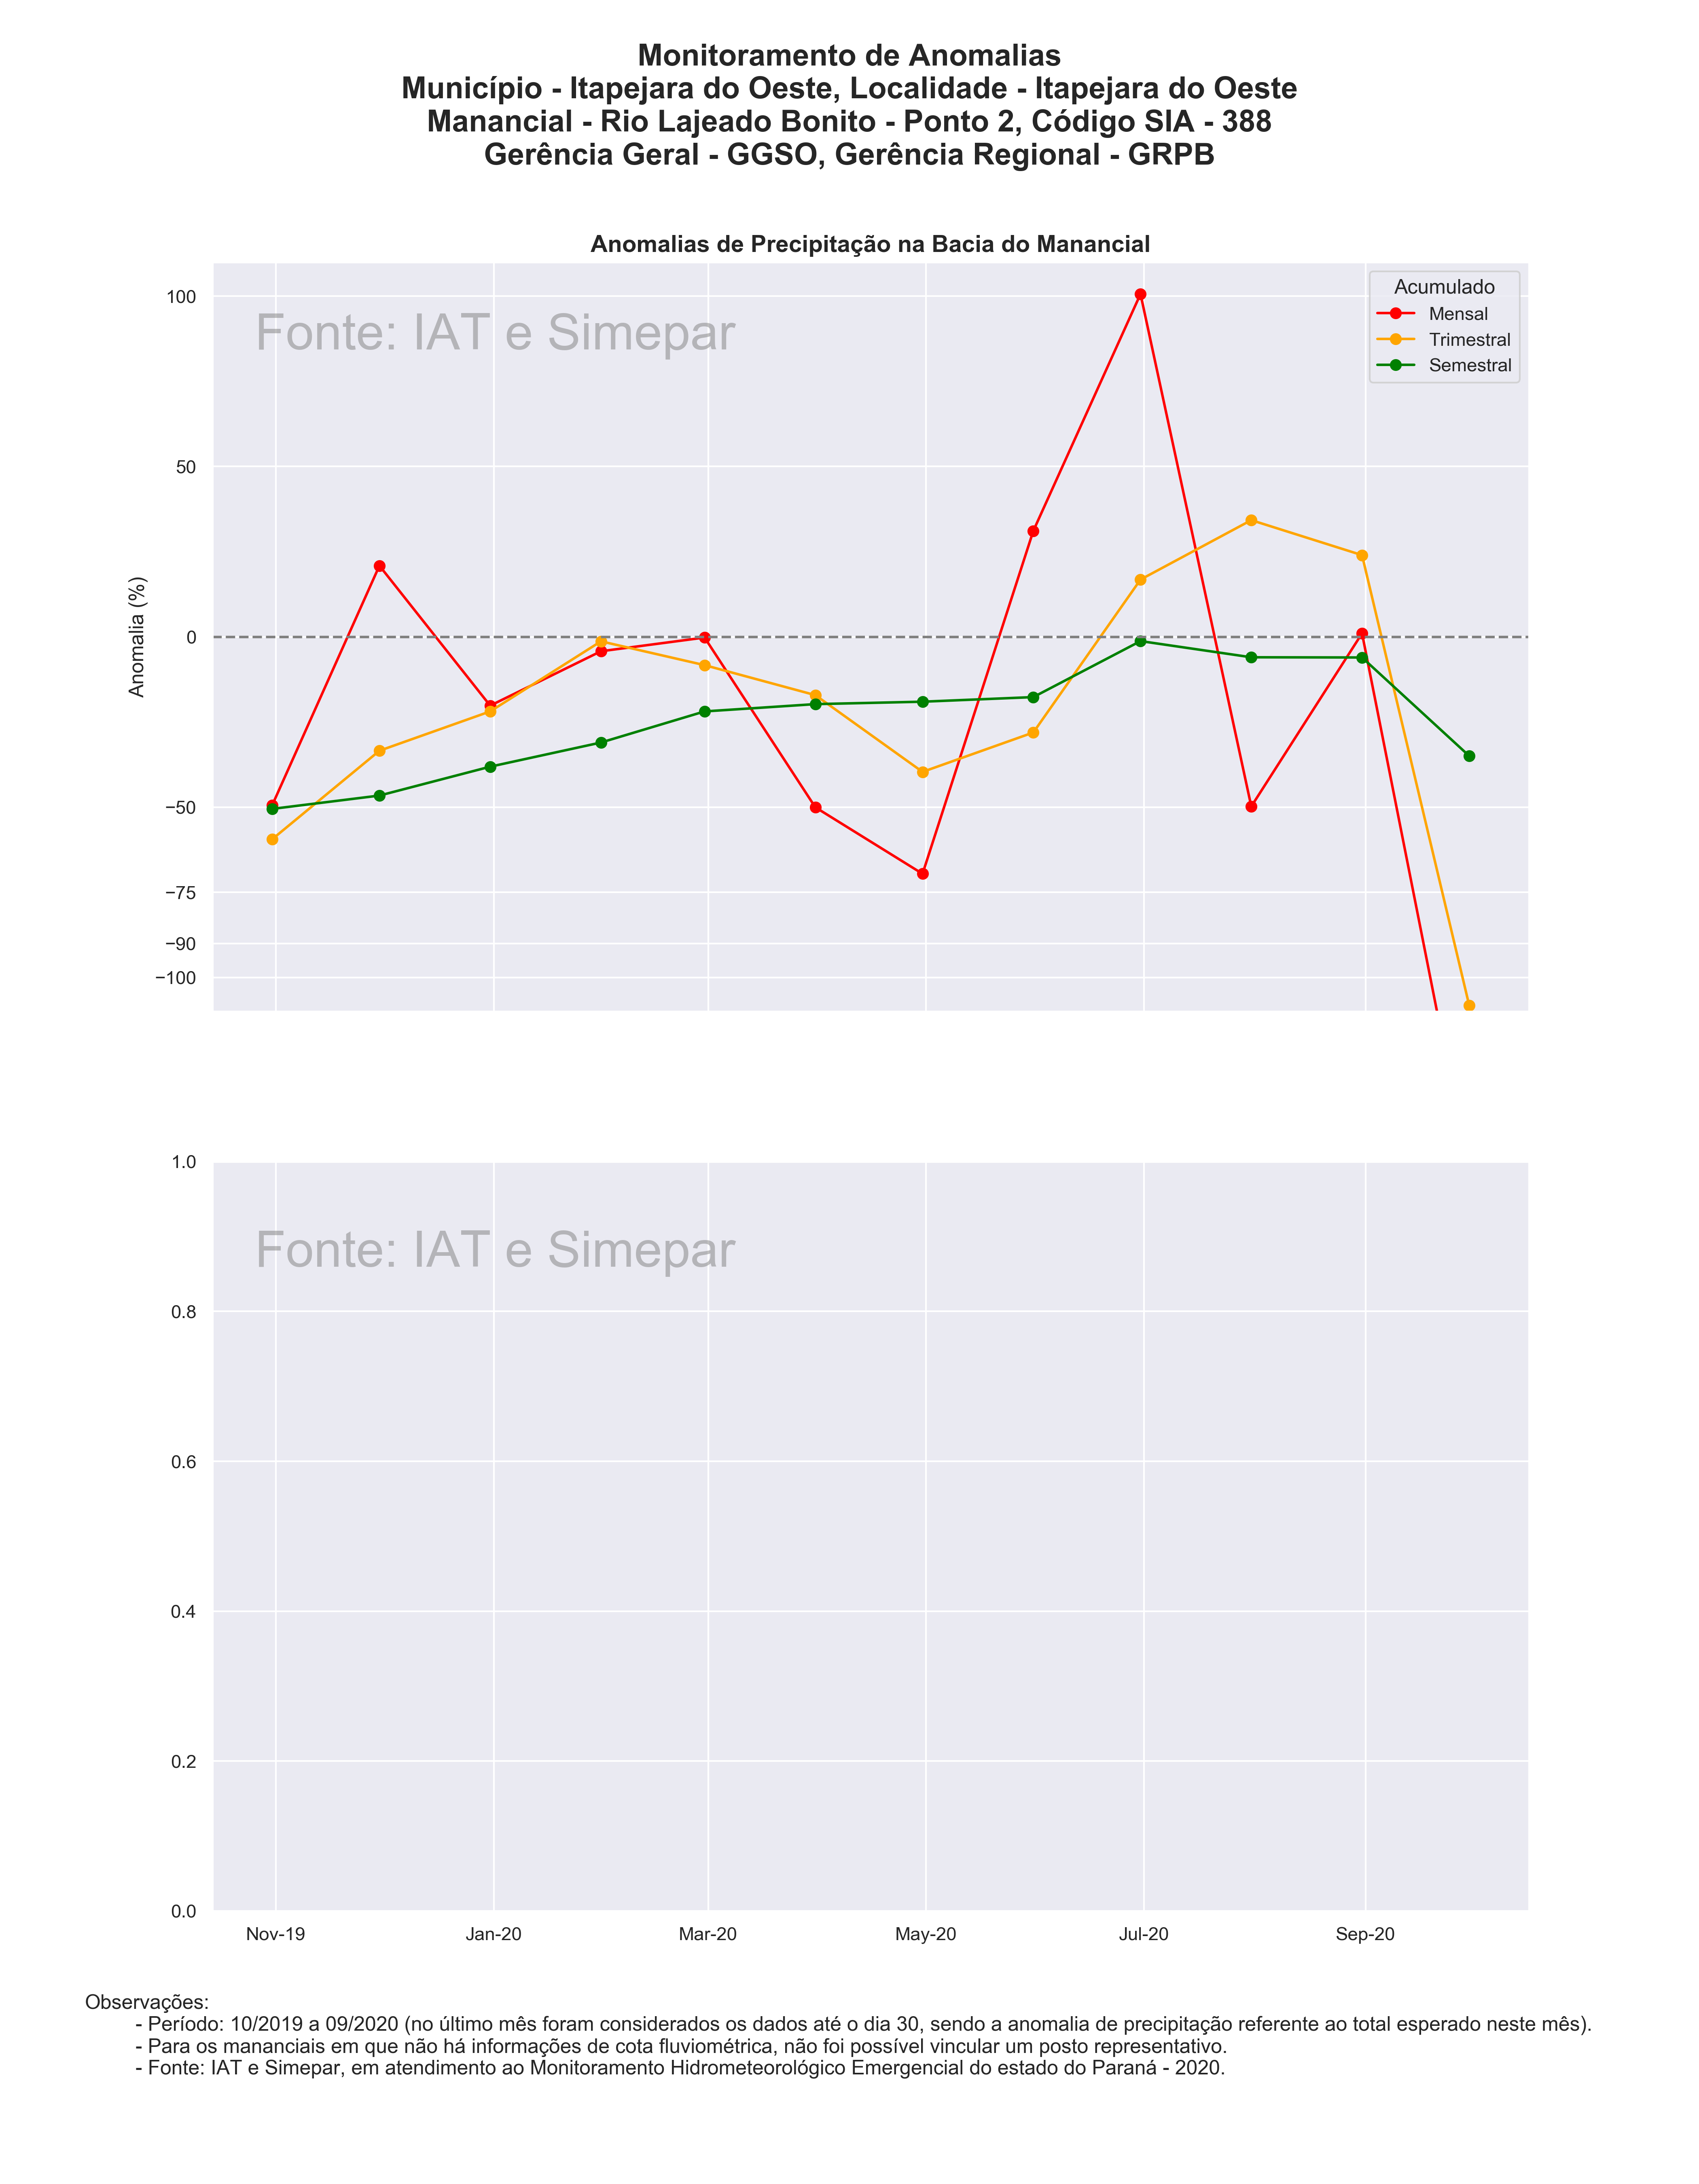 Monitoramento de Anomalias
Município - Itapejara do Oeste, Localidade - Itapejara do Oeste
Manancial - Rio Lajeado Bonito - Ponto 2, Código SIA - 388
Gerência Geral - GGSO, Gerência Regional - GRPB
Anomalias de Precipitação na Bacia do Manancial
Fonte: IAT e Simepar
Acumulado
Mensal
Trimestral
Semestral
Anomalia (%)
100
50
0
−50
−75
−90
−100
Fonte: IAT e Simepar
1.0
0.8
0.6
0.4
0.2
0.0
Nov-19 Jan-20 Mar-20 May-20 Jul-20 Sep-20
Observações:
- Período: 10/2019 a 09/2020 (no último mês foram considerados os dados até o dia 30, sendo a anomalia de precipitação referente ao total esperado neste mês).
- Para os mananciais em que não há informações de cota fluviométrica, não foi possível vincular um posto representativo.
- Fonte: IAT e Simepar, em atendimento ao Monitoramento Hidrometeorológico Emergencial do estado do Paraná - 2020.